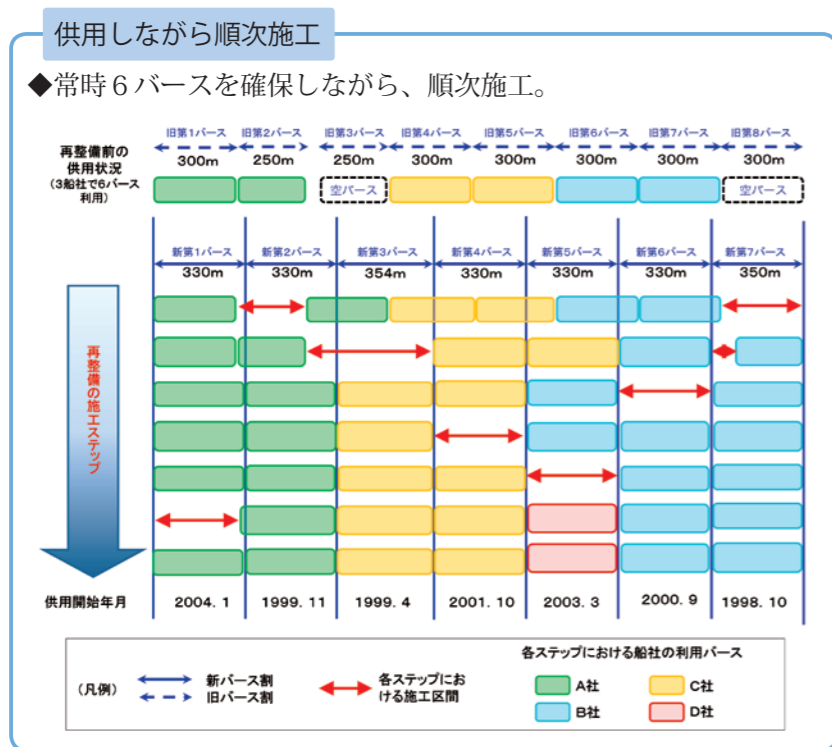 供用しながら順次施工
◆常時6バースを確保しながら、順次施工。
再整備前の
供用状況
(3船社で6バース
利用)
旧第1バース 旧第2バース 旧第3バース 旧第4バース 旧第5バース 旧第6バース 旧第7バース 旧第8バース
300m 250m 250m 300m 300m 300m 300m 300m
空バース 空バース
新第1バース 新第2バース 新第3バース 新第4バース 新第5バース 新第6バース 新第7バース
330m 330m 354m 330m 330m 330m 350m
再整備の施工ステップ
供用開始年月 2004. 1 1999. 11 1999. 4 2001. 10 2003. 3 2000. 9 1998. 10
(凡例)
新バース割
旧バース割
各ステップにお
ける施工区間
各ステップにおける船社の利用バース
A社 C社
B社 D社